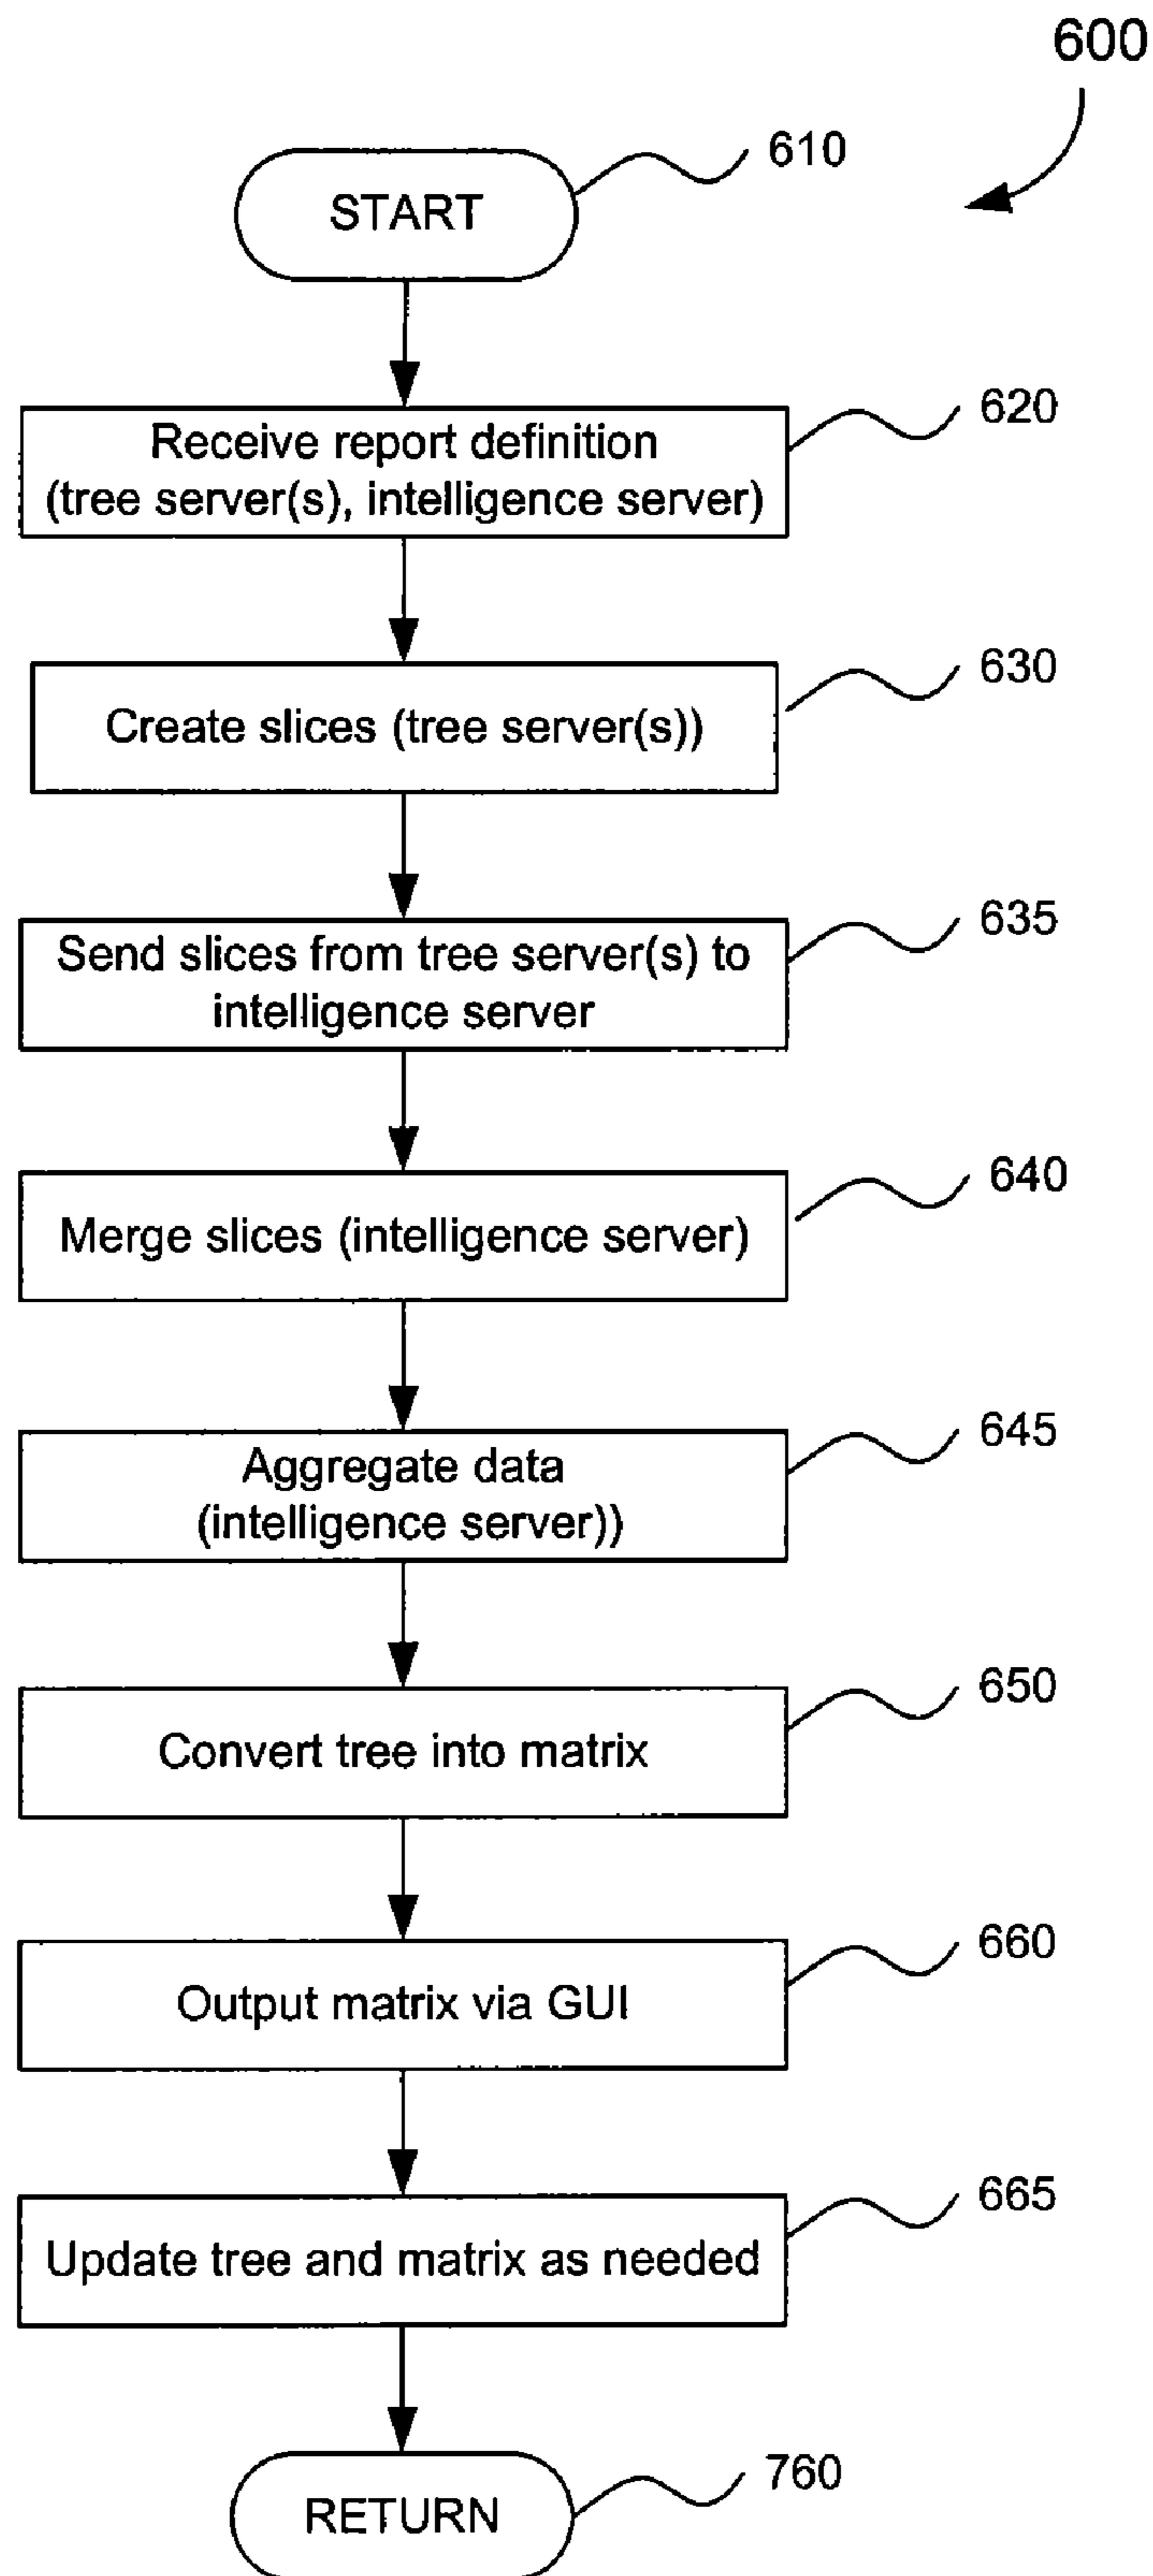 600
START
610
Receive report definition
(tree server(s), intelligence server)
620
Create slices (tree server(s))
630
Send slices from tree server(s) to
intelligence server
635
Merge slices (intelligence server)
640
Aggregate data
(intelligence server))
645
Convert tree into matrix
650
Output matrix via GUI
660
Update tree and matrix as needed
665
RETURN
760